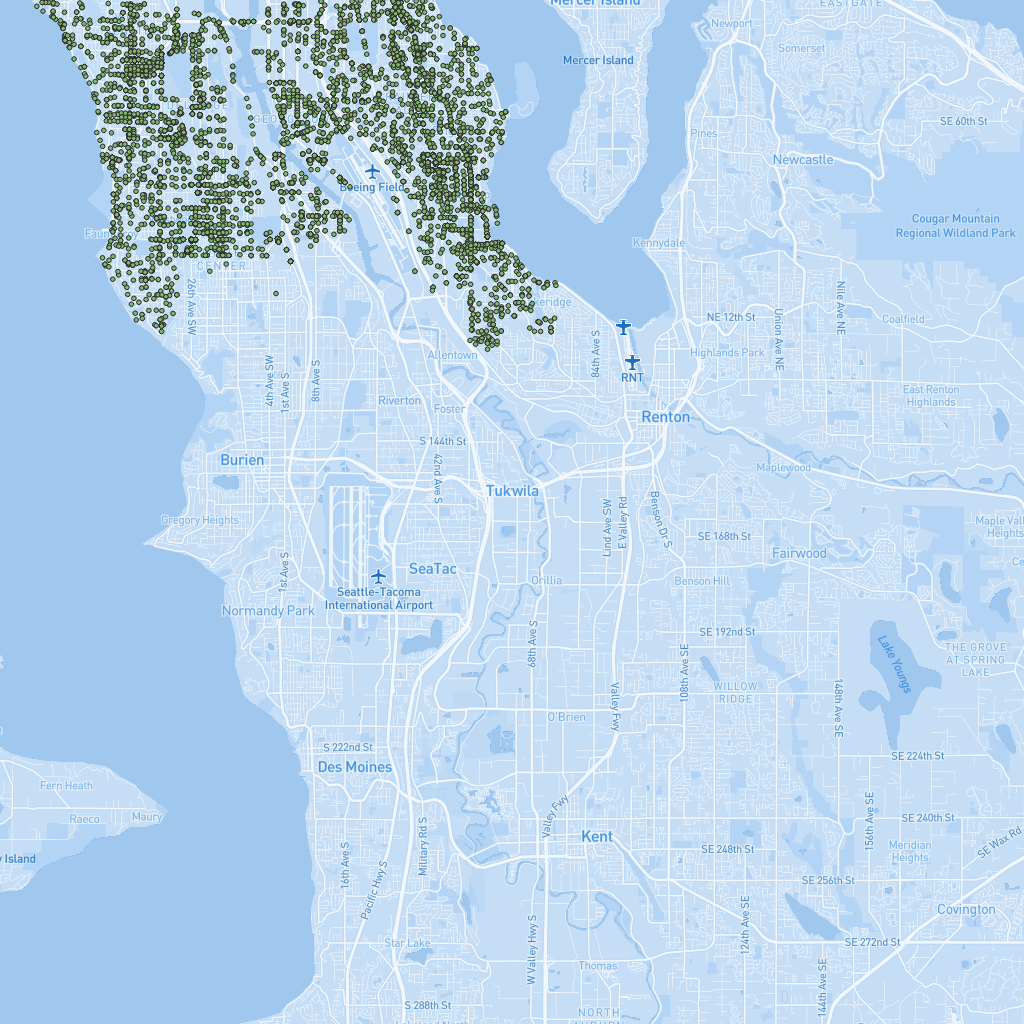 Mercer Island
EASTGATE
Newport
Somerset
Mercer Island
SE 60th St
Pines
Newcastle
Boeing Field
Cougar Mountain
Regional Wildland Park
Kennydale
CENTER
26th Ave SW
NE 12th St
Union Ave NE
Nile Ave NE
Coalfield
84th Ave S
Highlands Park
Allentown
RNT
4th Ave SW
1st Ave S
8th Ave S
East Renton
Highlands
Riverton
Foster
Renton
S 144th St
Burien
42nd Ave S
Maplewood
Tukwila
Gregory Heights
Lind Ave SW
E Valley Rd
Benson Dr S
SE 168th St
Maple Valley
Heights
Fairwood
1st Ave S
SeaTac
Orillia
Benson Hill
Seattle-Tacoma
International Airport
Normandy Park
68th Ave S
SE 192nd St
108th Ave SE
Lake Youngs
THE GROVE
AT SPRING
LAKE
WILLOW
RIDGE
148th Ave SE
Valley Fwy
O'Brien
S 222nd St
Des Moines
SE 224th St
Fern Heath
Raeco
Maury
Valley Fwy
Kent
SE 240th St
156th Ave SE
SE Wax Rd
Island
16th Ave S
Military Rd S
Pacific Hwy S
SE 248th St
Meridian
Heights
SE 256th St
Covington
W Valley Hwy S
124th Ave SE
Star Lake
SE 272nd St
Thomas
144th Ave SE
S 288th St
NORTH
AUBURN